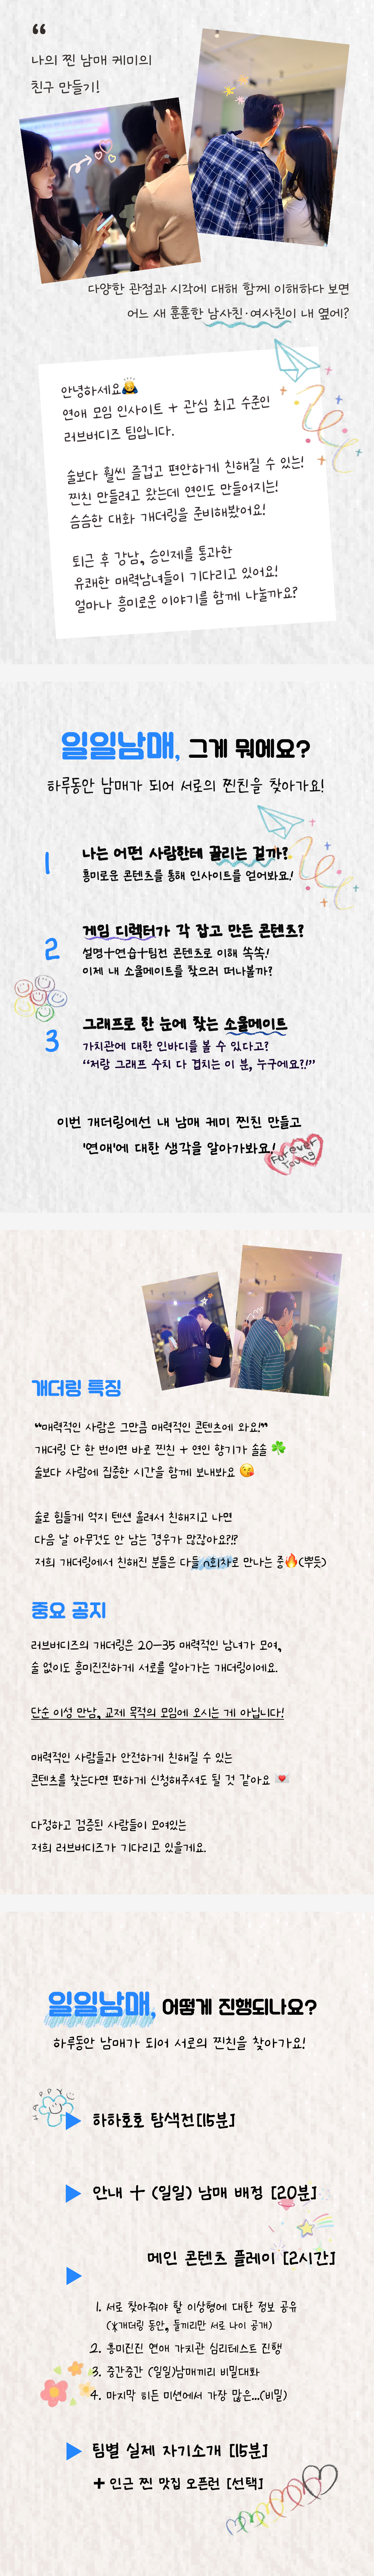 “
나의 찐 남매 케미의
친구 만들기!
다양한 관점과 시각에 대해 함께 이해하다 보면
어느 새 훈훈한 남사친·여사친이 내 옆에?
안녕하세요🙇
연애 모임 인사이트 + 관심 최고 수준인
러브버디즈 팀입니다.
술보다 훨씬 즐겁고 편안하게 친해질 수 있는!
찐친 만들려고 왔는데 연인도 만들어지는!
슴슴한 대화 개더링을 준비해봤어요!
퇴근 후 강남, 승인제를 통과한
유쾌한 매력남녀들이 기다리고 있어요!
얼마나 흥미로운 이야기를 함께 나눌까요?
일일남매, 그게 뭐에요?
하루동안 남매가 되어 서로의 찐친을 찾아가요!
1
나는 어떤 사람한테 끌리는 걸까?
흥미로운 콘텐츠를 통해 인사이트를 얻어봐요!
2
게임 디렉터가 각 잡고 만든 콘텐츠?
설명+연습+팀전 콘텐츠로 이해 쏙쏙!
이제 내 소울메이트를 찾으러 떠나볼까?
3
그래프로 한 눈에 찾는 소울메이트
가치관에 대한 인바디를 볼 수 있다고?
“저랑 그래프 수치 다 겹치는 이 분, 누구에요?!”
이번 개더링에선 내 남매 케미 찐친 만들고
'연애'에 대한 생각을 알아가봐요!
Forever
Young
개더링 특징
“매력적인 사람은 그만큼 매력적인 콘텐츠에 와요!”
개더링 단 한 번이면 바로 찐친 + 연인 향기가 솔솔 ☘️
술보다 사람에 집중한 시간을 함께 보내봐요 😘
술로 힘들게 억지 텐션 올려서 친해지고 나면
다음 날 아무것도 안 남는 경우가 많잖아요?!?
저희 개더링에서 친해진 분들은 다들 n회차로 만나는 중🔥(뿌듯)
중요 공지
러브버디즈의 개더링은 20-35 매력적인 남녀가 모여,
술 없이도 흥미진진하게 서로를 알아가는 개더링이에요.
단순 이성 만남, 교제 목적의 모임에 오시는 게 아닙니다!
매력적인 사람들과 안전하게 친해질 수 있는
콘텐츠를 찾는다면 편하게 신청해주셔도 될 것 같아요 💌
다정하고 검증된 사람들이 모여있는
저희 러브버디즈가 기다리고 있을게요.
일일남매, 어떻게 진행되나요?
하루동안 남매가 되어 서로의 찐친을 찾아가요!
HAPPY
하하호호 탐색전[15분]
안내 + (일일) 남매 배정 [20분]
메인 콘텐츠 플레이 [2시간]
1. 서로 찾아줘야 할 이상형에 대한 정보 공유
(※개더링 동안, 둘끼리만 서로 나이 공개)
2. 흥미진진 연애 가치관 심리테스트 진행
3. 중간중간 (일일)남매끼리 비밀대화
4. 마지막 히든 미션에서 가장 많은...(비밀)
팀별 실제 자기소개 [15분]
+ 인근 찐 맛집 오픈런 [선택]